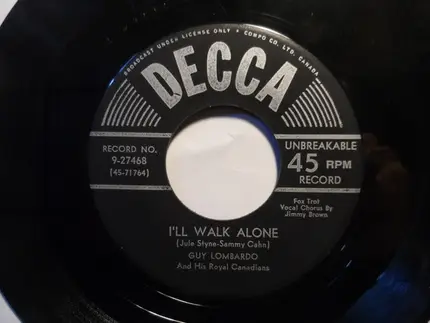 BROADCAST UNDER LICENSE ONLY • COMPO CO. LTD. CANADA
DECCA
RECORD NO.
9-27468
(45-71764)
UNBREAKABLE
45 RPM
RECORD
Fox Trot
Vocal Chorus By
Jimmy Brown
I'LL WALK ALONE
(Jule Styne-Sammy Cahn)
GUY LOMBARDO
And His Royal Canadians